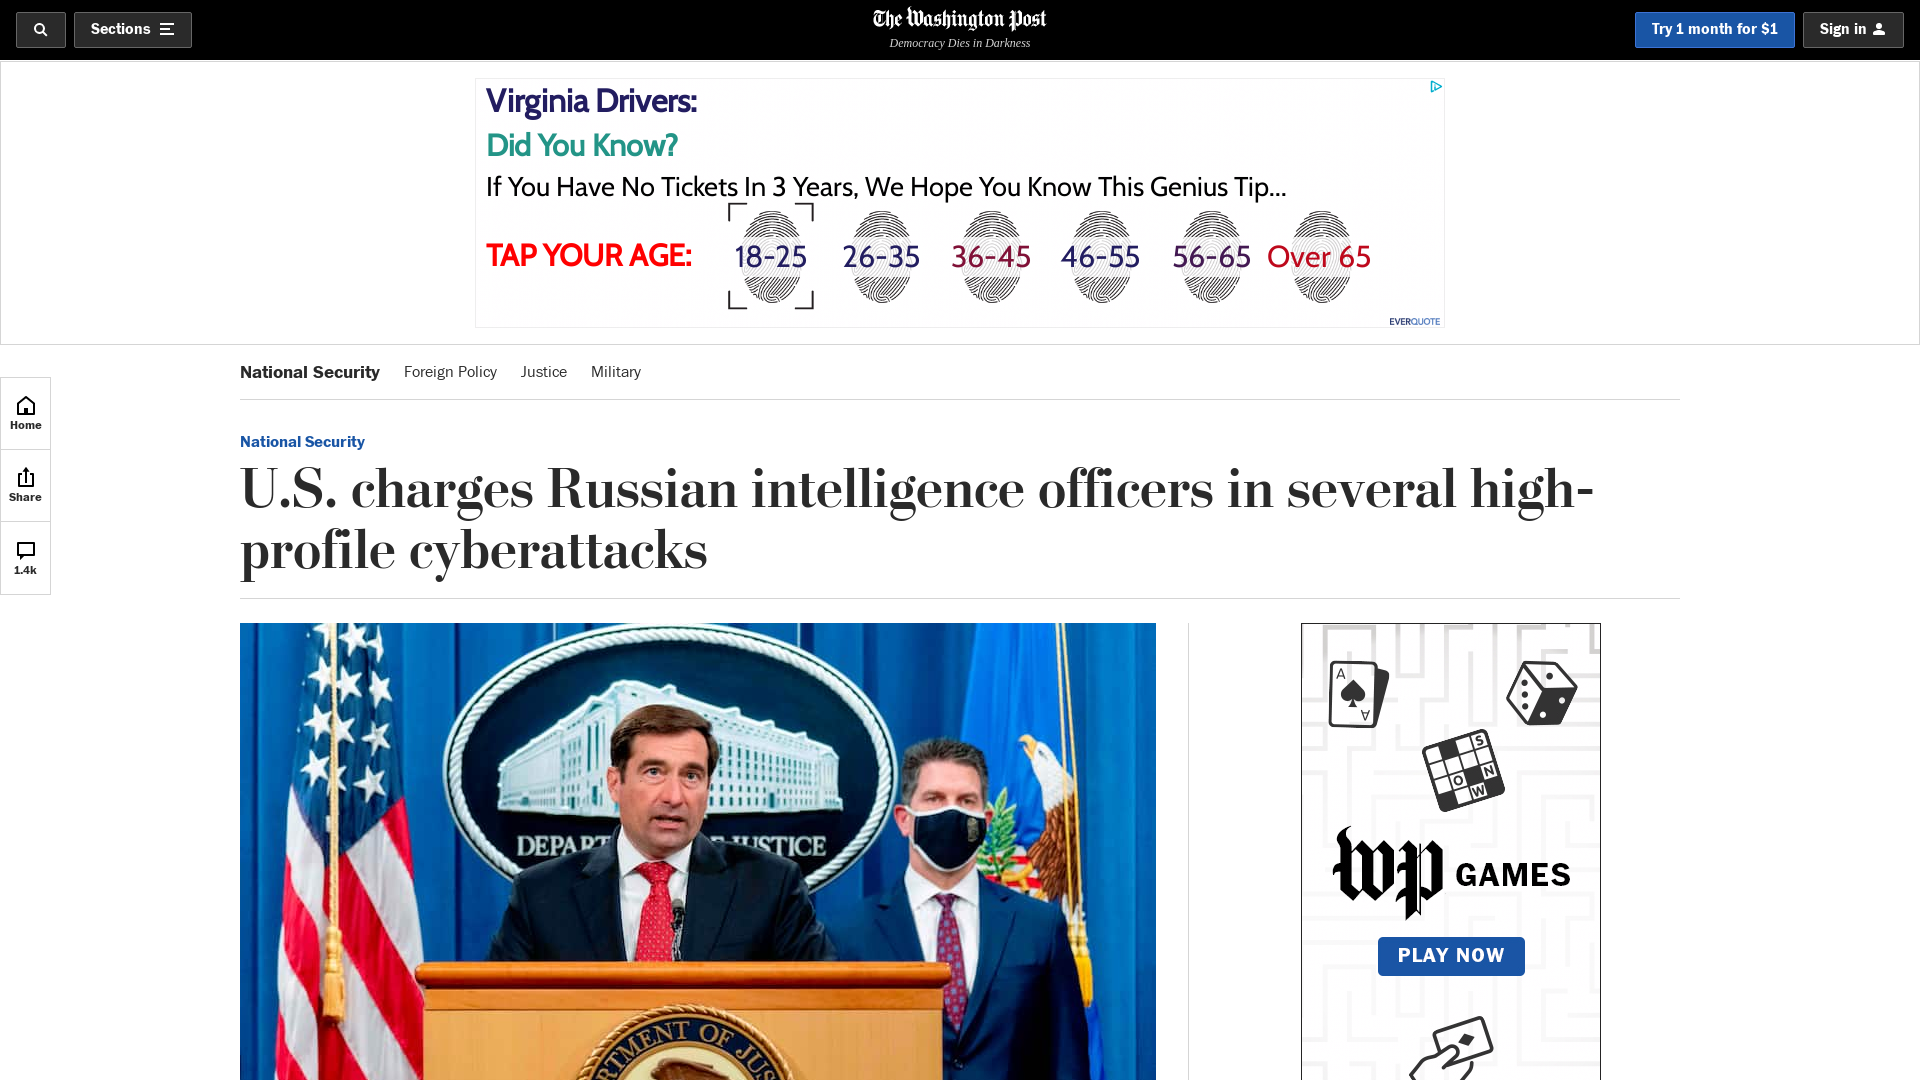 Sections
The Washington Post
Democracy Dies in Darkness
Try 1 month for $1
Sign in
Virginia Drivers:
Did You Know?
If You Have No Tickets In 3 Years, We Hope You Know This Genius Tip...
TAP YOUR AGE:
18-25
26-35
36-45
46-55
56-65
Over 65
EVERQUOTE
National Security
Foreign Policy
Justice
Military
Home
Share
1.4k
National Security
U.S. charges Russian intelligence officers in several high-
profile cyberattacks
DEPAR
JUSTICE
TMENT OF JUS
A
A
S
O N
W
wp GAMES
PLAY NOW